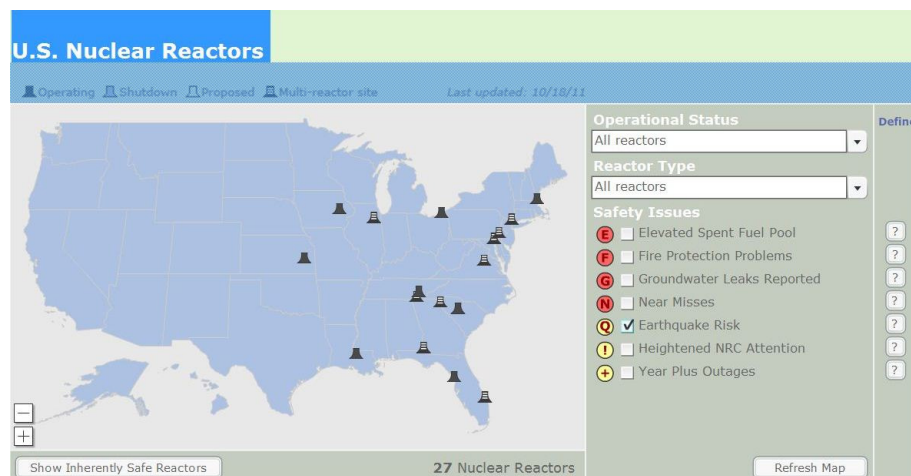 U.S. Nuclear Reactors
Operating Shutdown Proposed Multi-reactor site Last updated: 10/18/11
Operational Status
Define
All reactors
Reactor Type
All reactors
Safety Issues
E Elevated Spent Fuel Pool ?
F Fire Protection Problems ?
G Groundwater Leaks Reported ?
N Near Misses ?
Q Earthquake Risk ?
! Heightened NRC Attention ?
+ Year Plus Outages ?
Show Inherently Safe Reactors
27 Nuclear Reactors
Refresh Map